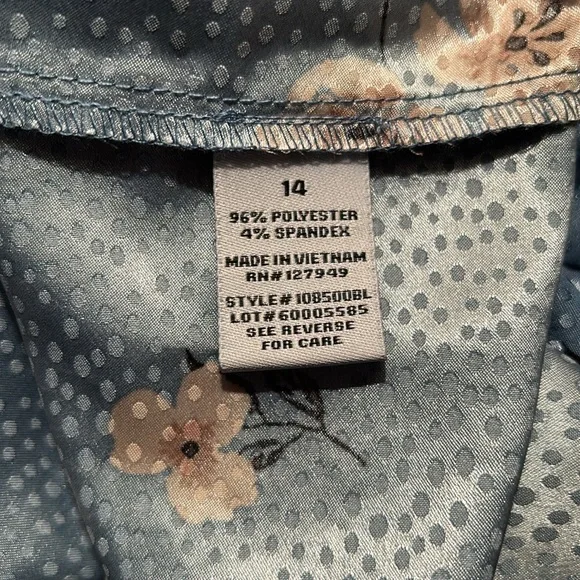 14
96% POLYESTER
4% SPANDEX
MADE IN VIETNAM
RN#127949
STYLE# 108500BL
LOT# 60005585
SEE REVERSE
FOR CARE